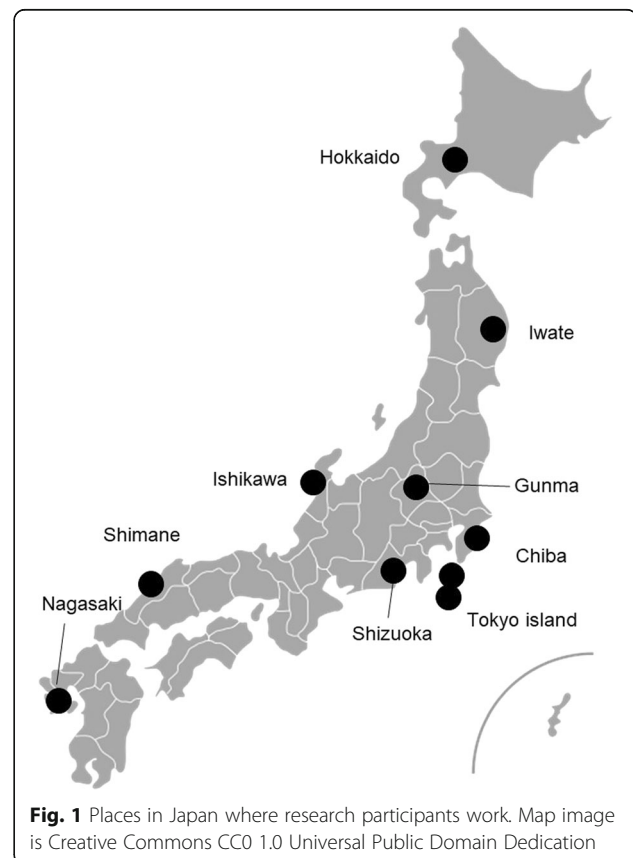 Hokkaido
Iwate
Ishikawa
Gunma
Shimane
Chiba
Nagasaki
Shizuoka
Tokyo island
Fig. 1 Places in Japan where research participants work. Map image
is Creative Commons CC0 1.0 Universal Public Domain Dedication